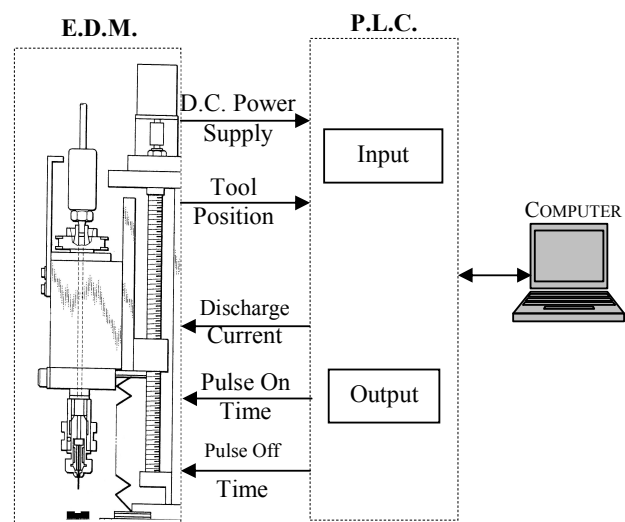 E.D.M.
P.L.C.
D.C. Power
Supply
Input
Tool
Position
COMPUTER
Discharge
Current
Pulse On
Time
Output
Pulse Off
Time